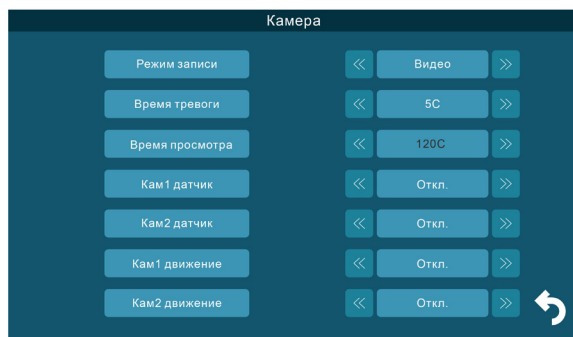 Камера
Режим записи << Видео >>
Время тревоги << 5С >>
Время просмотра << 120С >>
Кам1 датчик << Откл. >>
Кам2 датчик << Откл. >>
Кам1 движение << Откл. >>
Кам2 движение << Откл. >>